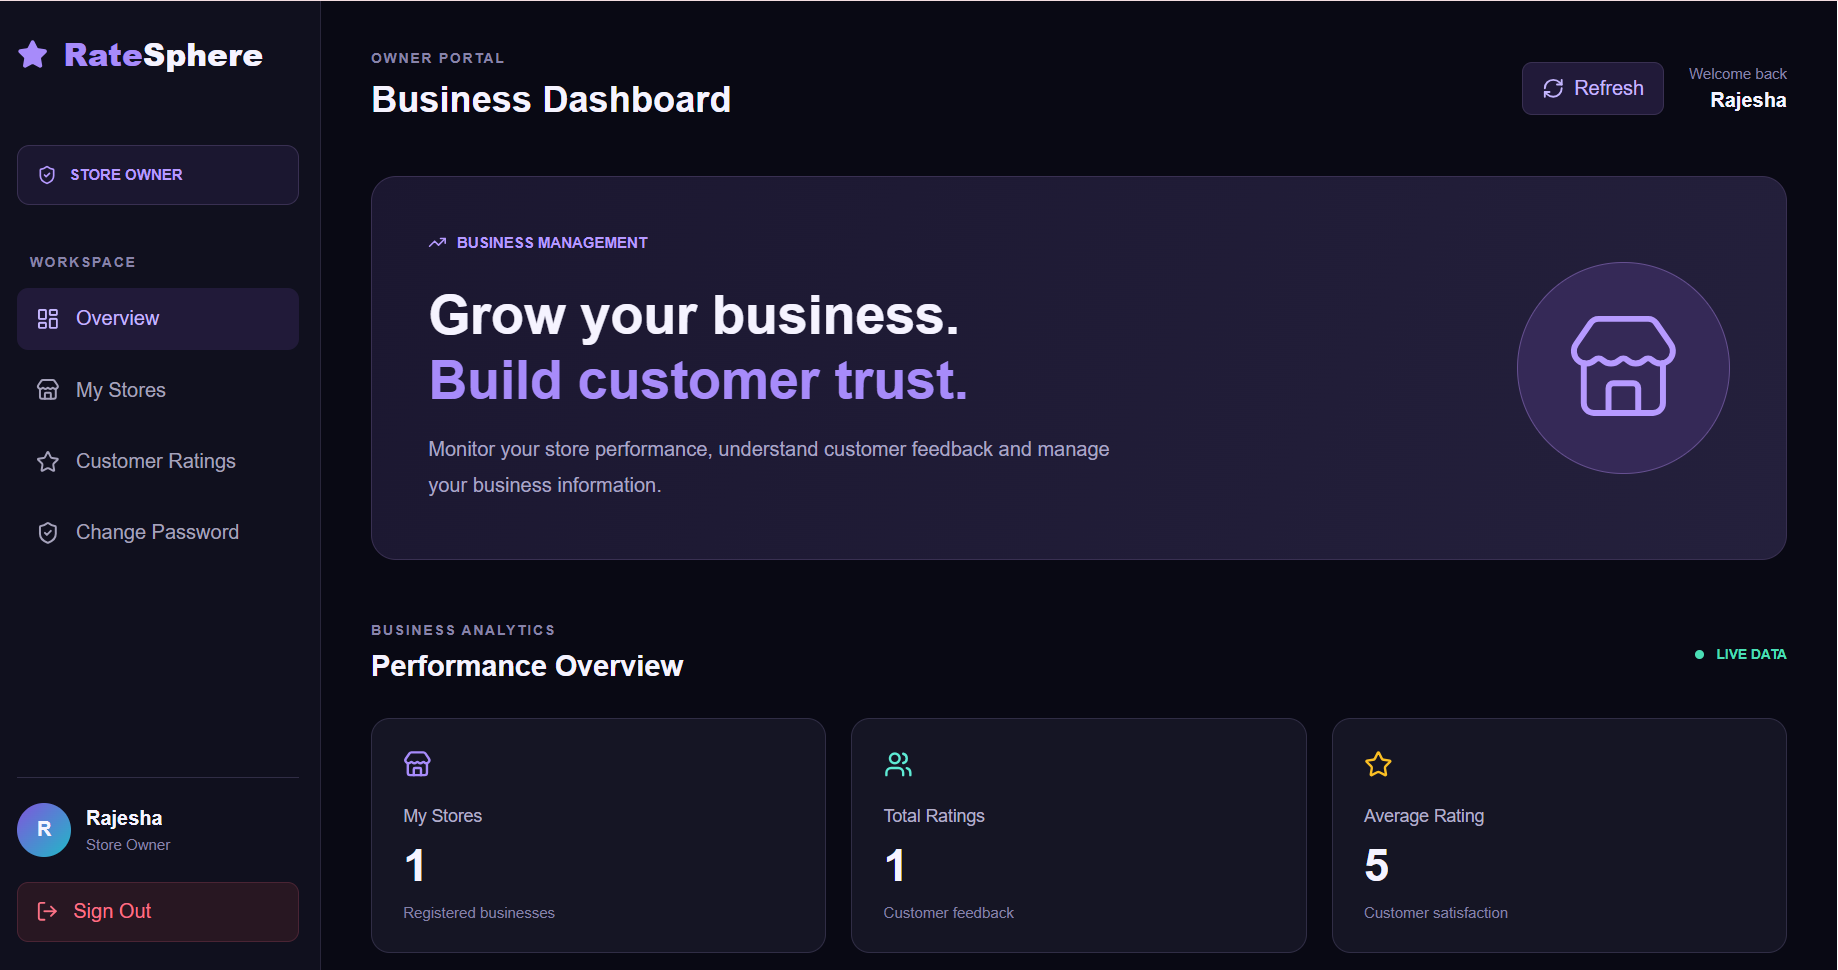 RateSphere
STORE OWNER
WORKSPACE
Overview
My Stores
Customer Ratings
Change Password
R
Rajesha
Store Owner
Sign Out
OWNER PORTAL
Business Dashboard
Refresh
Welcome back
Rajesha
BUSINESS MANAGEMENT
Grow your business.
Build customer trust.
Monitor your store performance, understand customer feedback and manage
your business information.
BUSINESS ANALYTICS
Performance Overview
LIVE DATA
My Stores
1
Registered businesses
Total Ratings
1
Customer feedback
Average Rating
5
Customer satisfaction